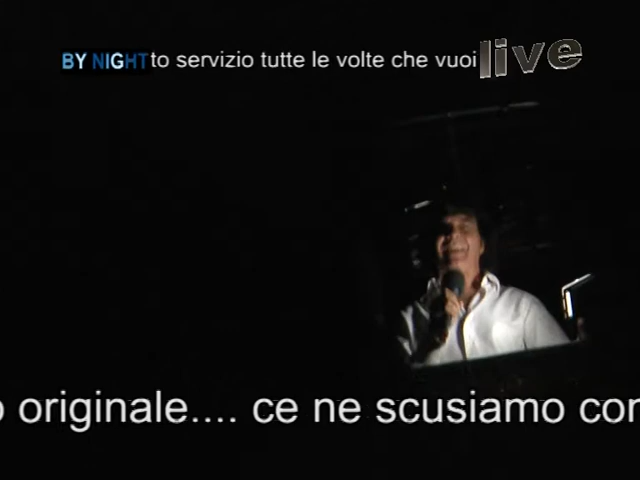 BY NIGHT to servizio tutte le volte che vuoi live
o originale.... ce ne scusiamo con